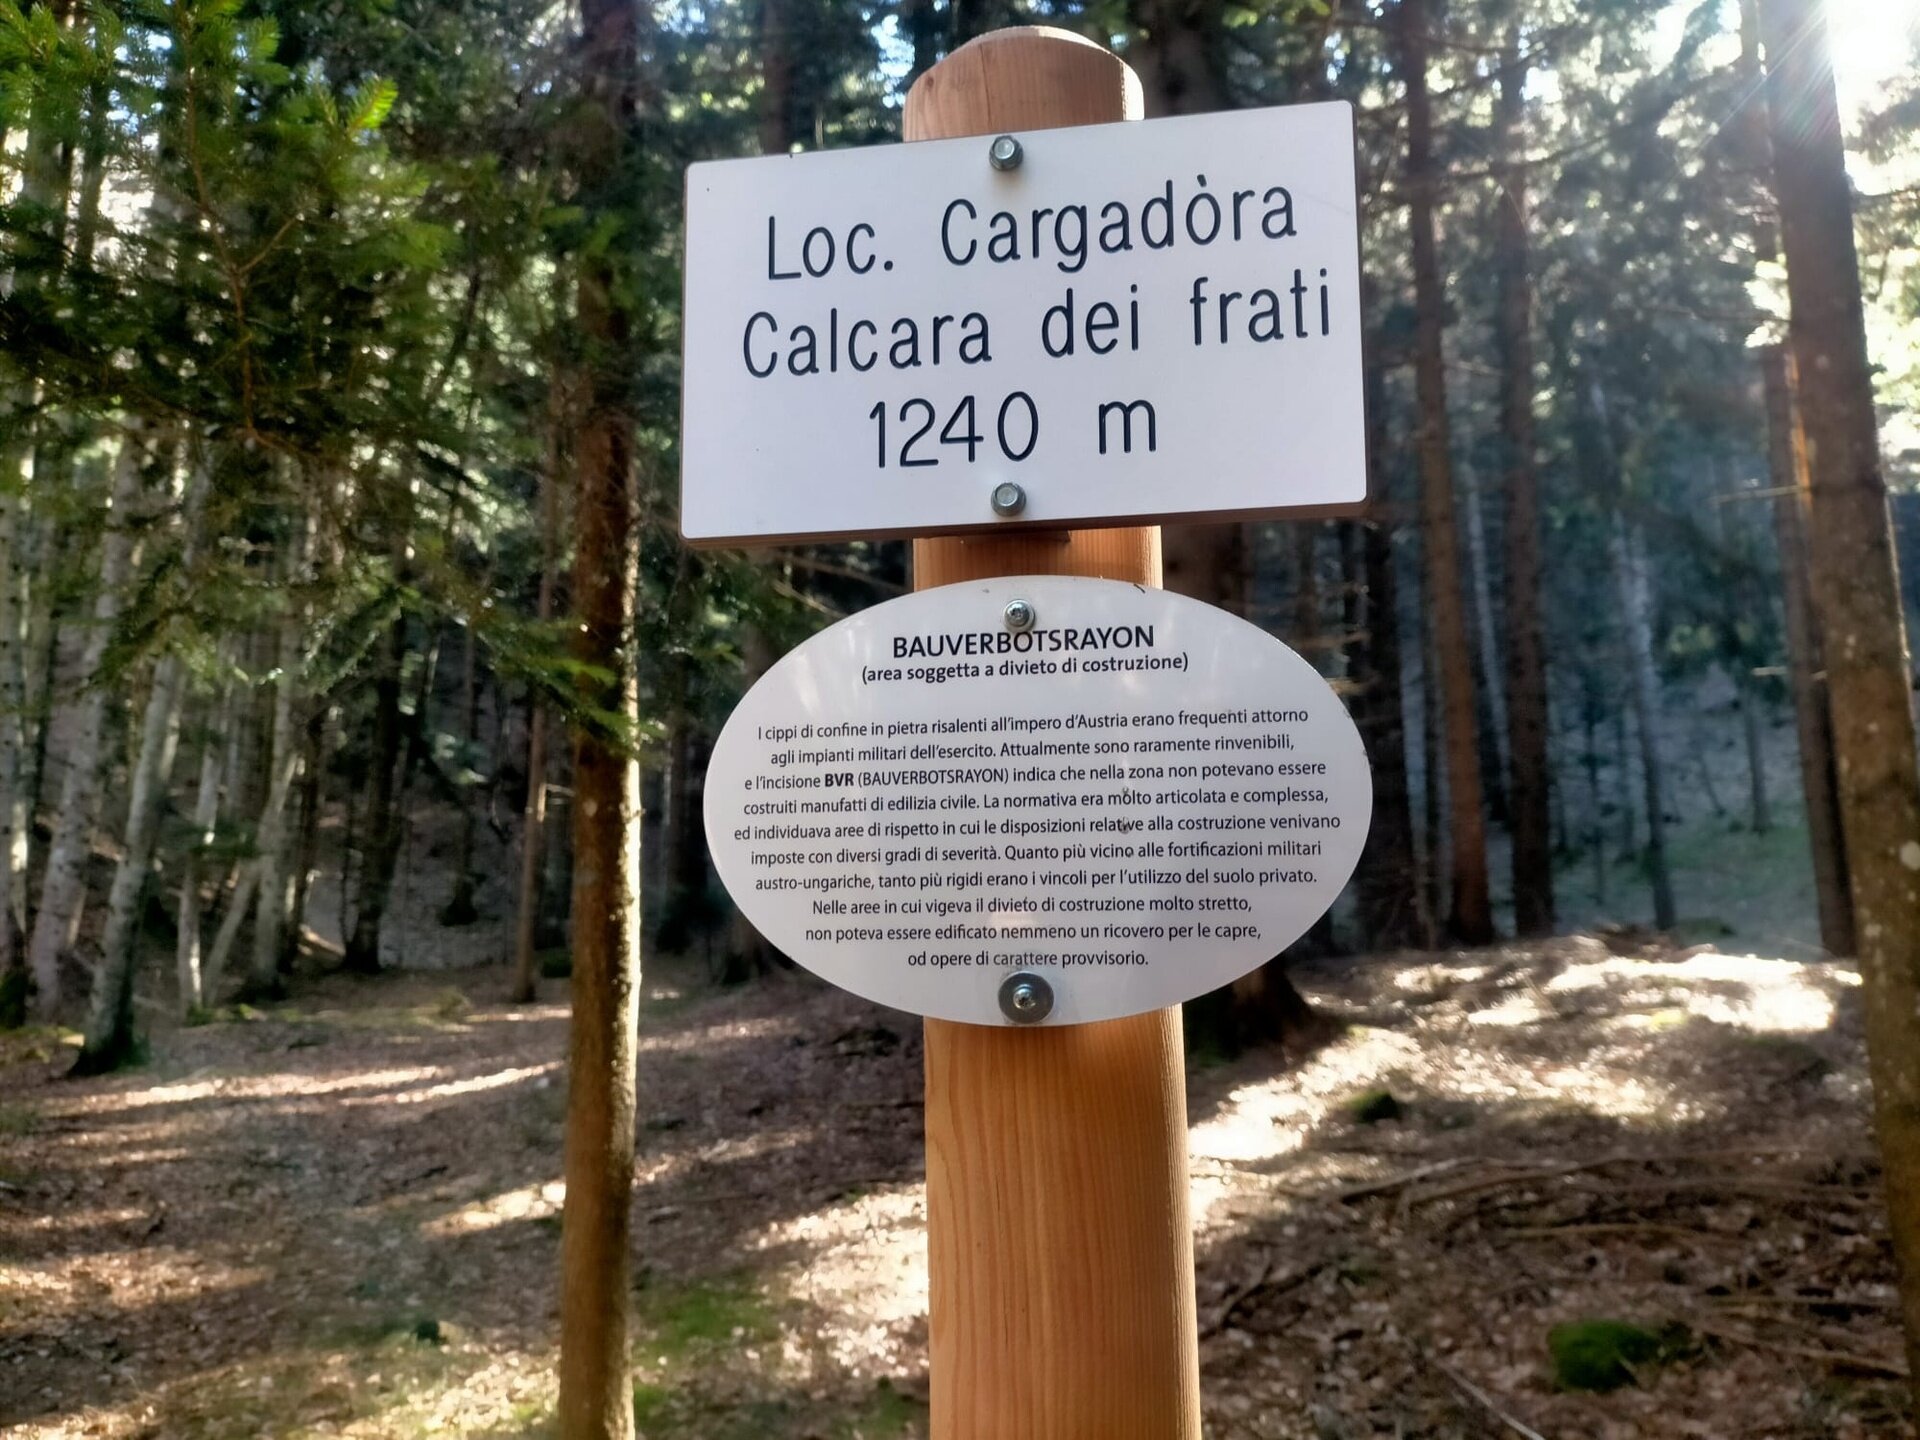 Loc. Cargadòra
Calcara dei frati
1240 m
BAUVERBOTSRAYON
(area soggetta a divieto di costruzione)
I cippi di confine in pietra risalenti all'impero d'Austria erano frequenti attorno
agli impianti militari dell'esercito. Attualmente sono raramente rinvenibili,
e l'incisione BVR (BAUVERBOTSRAYON) indica che nella zona non potevano essere
costruiti manufatti di edilizia civile. La normativa era molto articolata e complessa,
ed individuava aree di rispetto in cui le disposizioni relative alla costruzione venivano
imposte con diversi gradi di severità. Quanto più vicino alle fortificazioni militari
austro-ungariche, tanto più rigidi erano i vincoli per l'utilizzo del suolo privato.
Nelle aree in cui vigeva il divieto di costruzione molto stretto,
non poteva essere edificato nemmeno un ricovero per le capre,
od opere di carattere provvisorio.